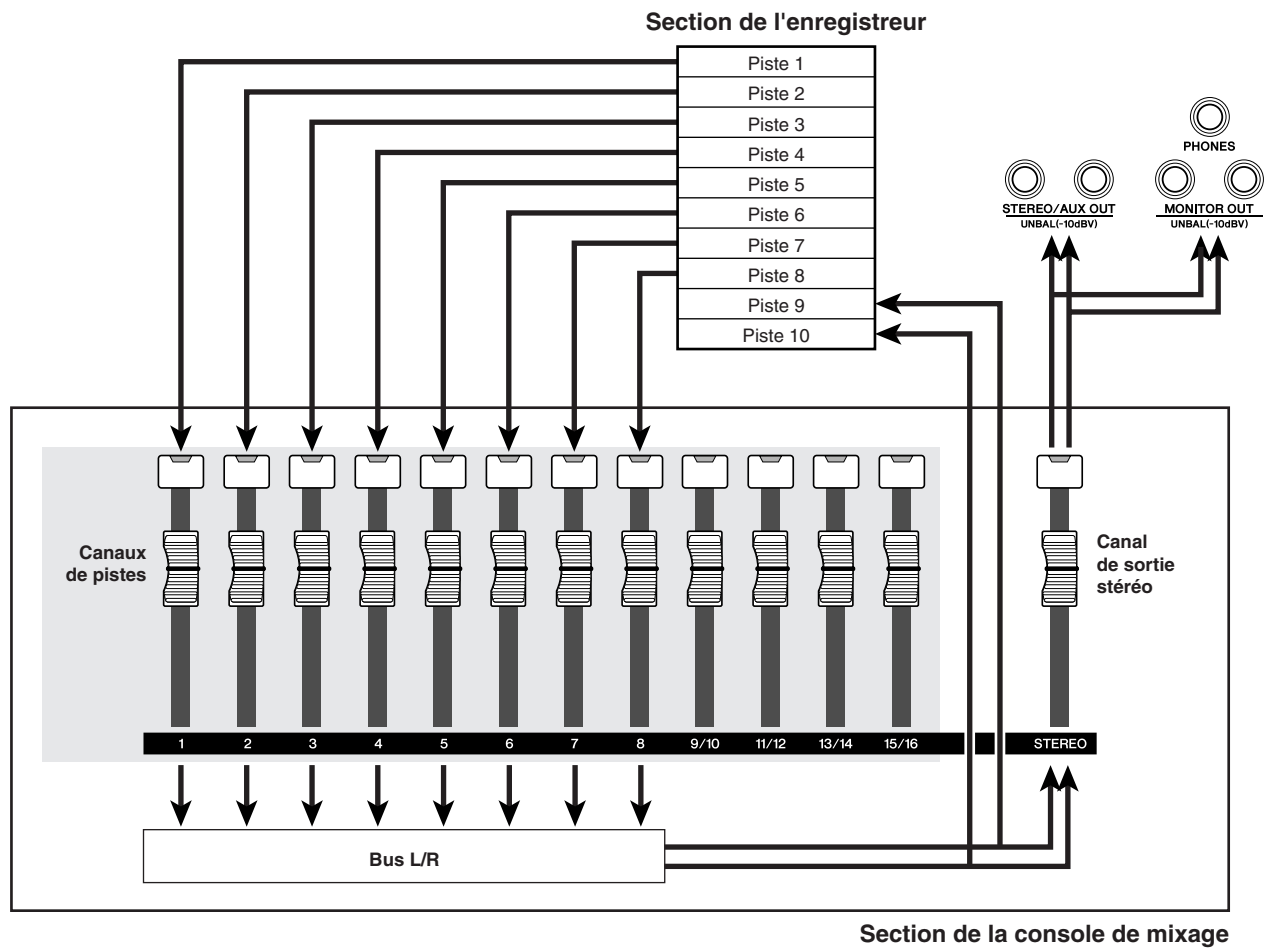 Section de l'enregistreur
Piste 1
Piste 2
Piste 3
Piste 4
Piste 5
Piste 6
Piste 7
Piste 8
Piste 9
Piste 10
PHONES
STEREO/AUX OUT
UNBAL(-10dBV)
MONITOR OUT
UNBAL(-10dBV)
Canaux
de pistes
Canal
de sortie
stéréo
1 2 3 4 5 6 7 8 9/10 11/12 13/14 15/16 STEREO
Bus L/R
Section de la console de mixage